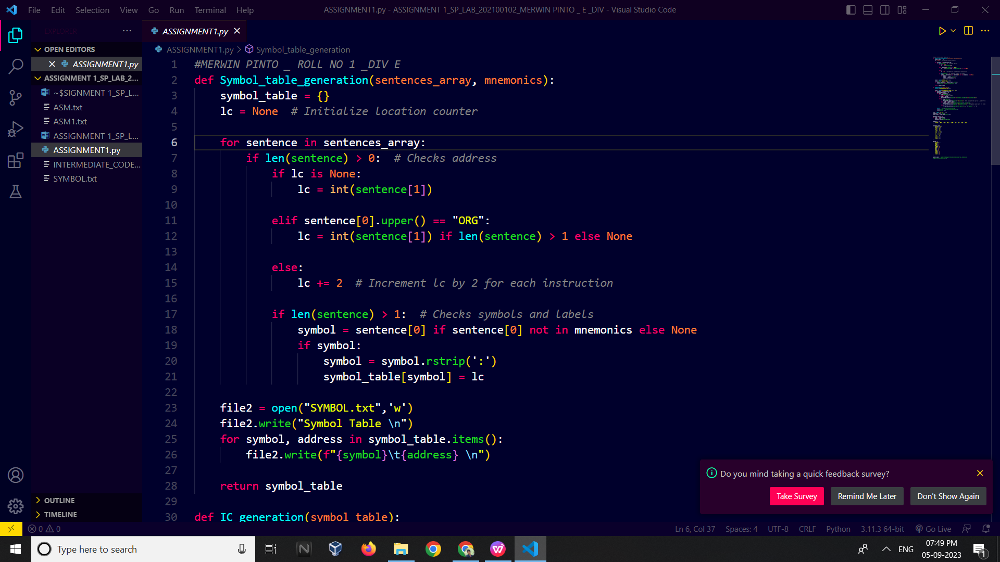 File Edit Selection View Go Run Terminal Help
ASSIGNMENT1.py - ASSIGNMENT 1_SP_LAB_202100102_MERWIN PINTO _ E _DIV - Visual Studio Code
EXPLORER
ASSIGNMENT1.py
OPEN EDITORS
ASSIGNMENT1.py
ASSIGNMENT 1_SP_LAB_2...
~$SIGNMENT 1_SP_L...
ASM.txt
ASM1.txt
ASSIGNMENT 1_SP_L...
ASSIGNMENT1.py
INTERMEDIATE_CODE...
SYMBOL.txt
OUTLINE
TIMELINE
ASSIGNMENT1.py > Symbol_table_generation
1 #MERWIN PINTO _ ROLL NO 1 _DIV E
2 def Symbol_table_generation(sentences_array, mnemonics):
3 symbol_table = {}
4 lc = None # Initialize location counter
5
6 for sentence in sentences_array:
7 if len(sentence) > 0: # Checks address
8 if lc is None:
9 lc = int(sentence[1])
10
11 elif sentence[0].upper() == "ORG":
12 lc = int(sentence[1]) if len(sentence) > 1 else None
13
14 else:
15 lc += 2 # Increment lc by 2 for each instruction
16
17 if len(sentence) > 1: # Checks symbols and labels
18 symbol = sentence[0] if sentence[0] not in mnemonics else None
19 if symbol:
20 symbol = symbol.rstrip(':')
21 symbol_table[symbol] = lc
22
23 file2 = open("SYMBOL.txt",'w')
24 file2.write("Symbol Table \n")
25 for symbol, address in symbol_table.items():
26 file2.write(f"{symbol}\t{address} \n")
27
28 return symbol_table
29
30 def IC_generation(symbol_table):
Do you mind taking a quick feedback survey?
Take Survey Remind Me Later Don't Show Again
0 0 Ln 6, Col 37 Spaces: 4 UTF-8 CRLF Python 3.11.3 64-bit Go Live
Type here to search
ENG
07:49 PM
05-09-2023
1